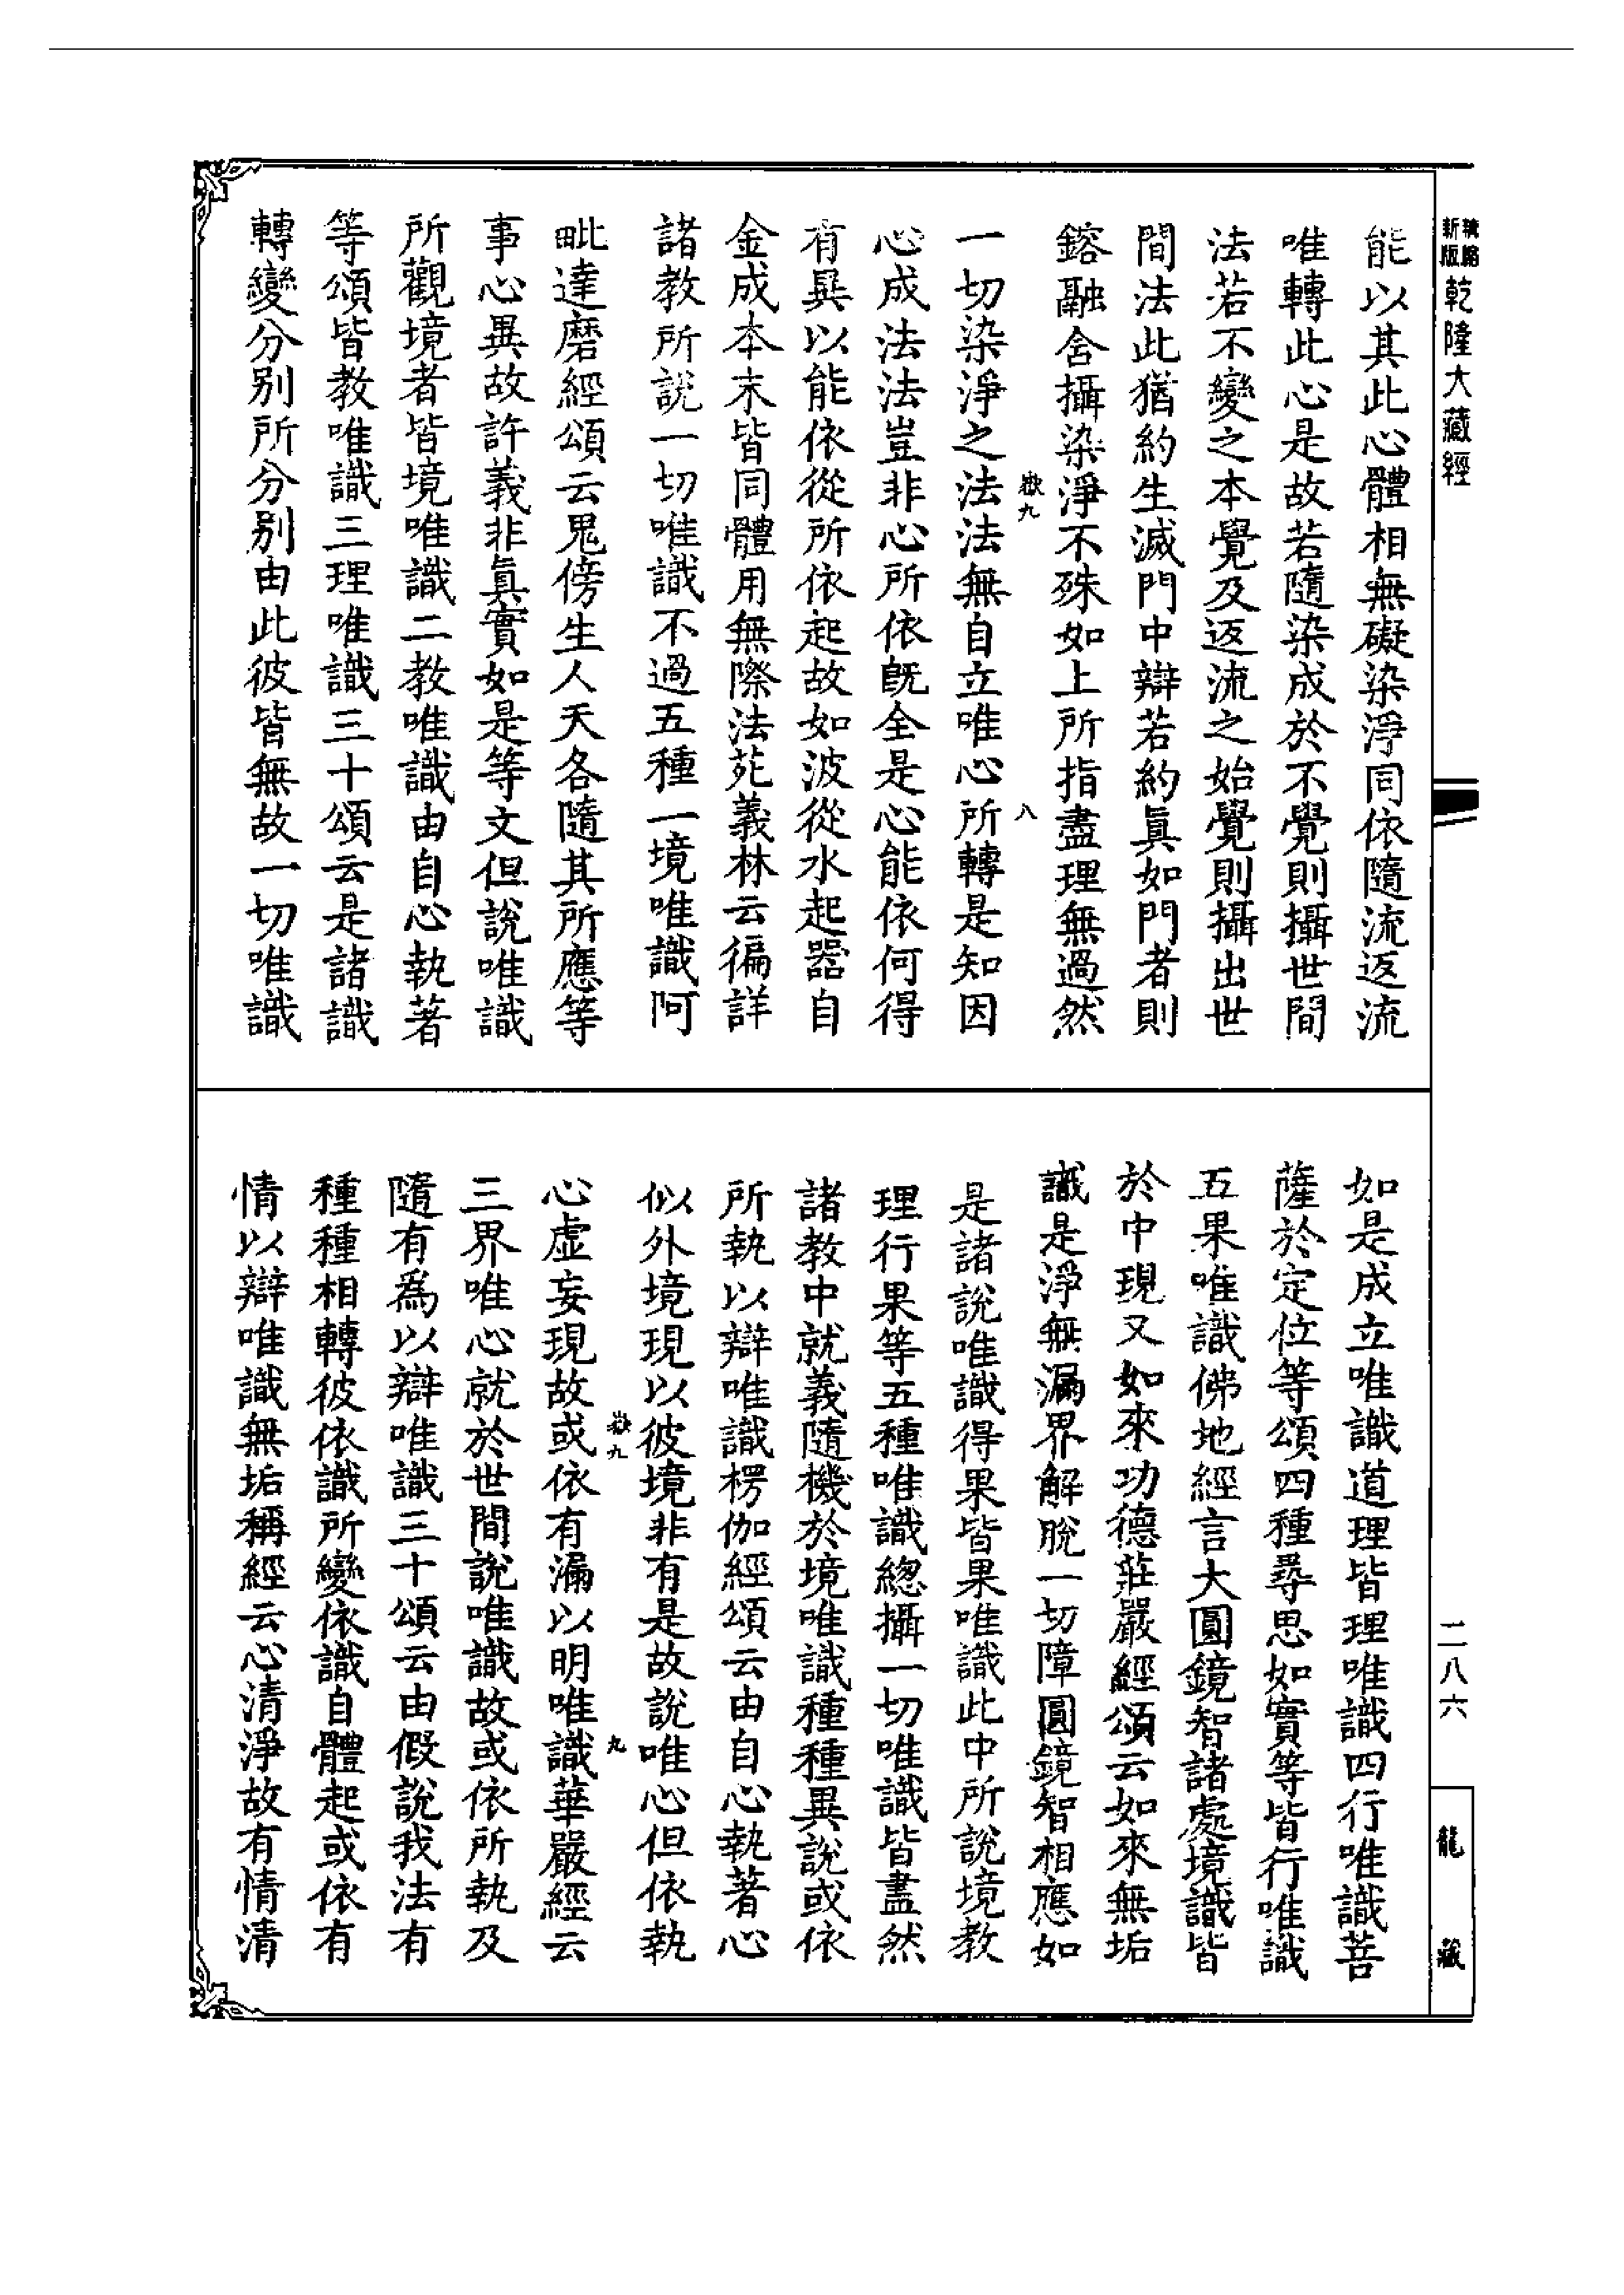 乾隆大藏經
能以其此心體相無礙染淨同依隨流返流
唯轉此心是故若隨染成於不覺則攝世間
法若不變之本覺及返流之始覺則攝出世
間法此猶約生滅門中辯若約眞如門者則
鎔融含攝染淨不殊如上所指盡理無過然
嶽九 八
一切染淨之法法無自立唯心所轉是知因
心成法法豈非心所依旣全是心能依何得
有異以能依從所依起故如波從水起器自
金成本末皆同體用無際法苑義林云徧詳
諸教所說一切唯識不過五種一境唯識阿
毗達磨經頌云鬼傍生人天各隨其所應等
事心異故許義非眞實如是等文但說唯識
所觀境者皆境唯識二教唯識由自心執著
等頌皆教唯識三理唯識三十頌云是諸識
轉變分別所分別由此彼皆無故一切唯識
如是成立唯識道理皆理唯識四行唯識菩
薩於定位等頌四種尋思如實等皆行唯識
五果唯識佛地經言大圓鏡智諸處境識皆
於中現又如來功德莊嚴經頌云如來無垢
識是淨無漏界解脫一切障圓鏡智相應如
是諸說唯識得果皆果唯識此中所說境教
理行果等五種唯識總攝一切唯識皆盡然
諸教中就義隨機於境唯識種種異說或依
所執以辯唯識楞伽經頌云由自心執著心
似外境現以彼境非有是故說唯心但依執
嶽九 九
心虛妄現故或依有漏以明唯識華嚴經云
三界唯心就於世間說唯識故或依所執及
隨有爲以辯唯識三十頌云由假說我法有
種種相轉彼依識所變依識自體起或依有
情以辯唯識無垢稱經云心清淨故有情清
二八六
龍藏